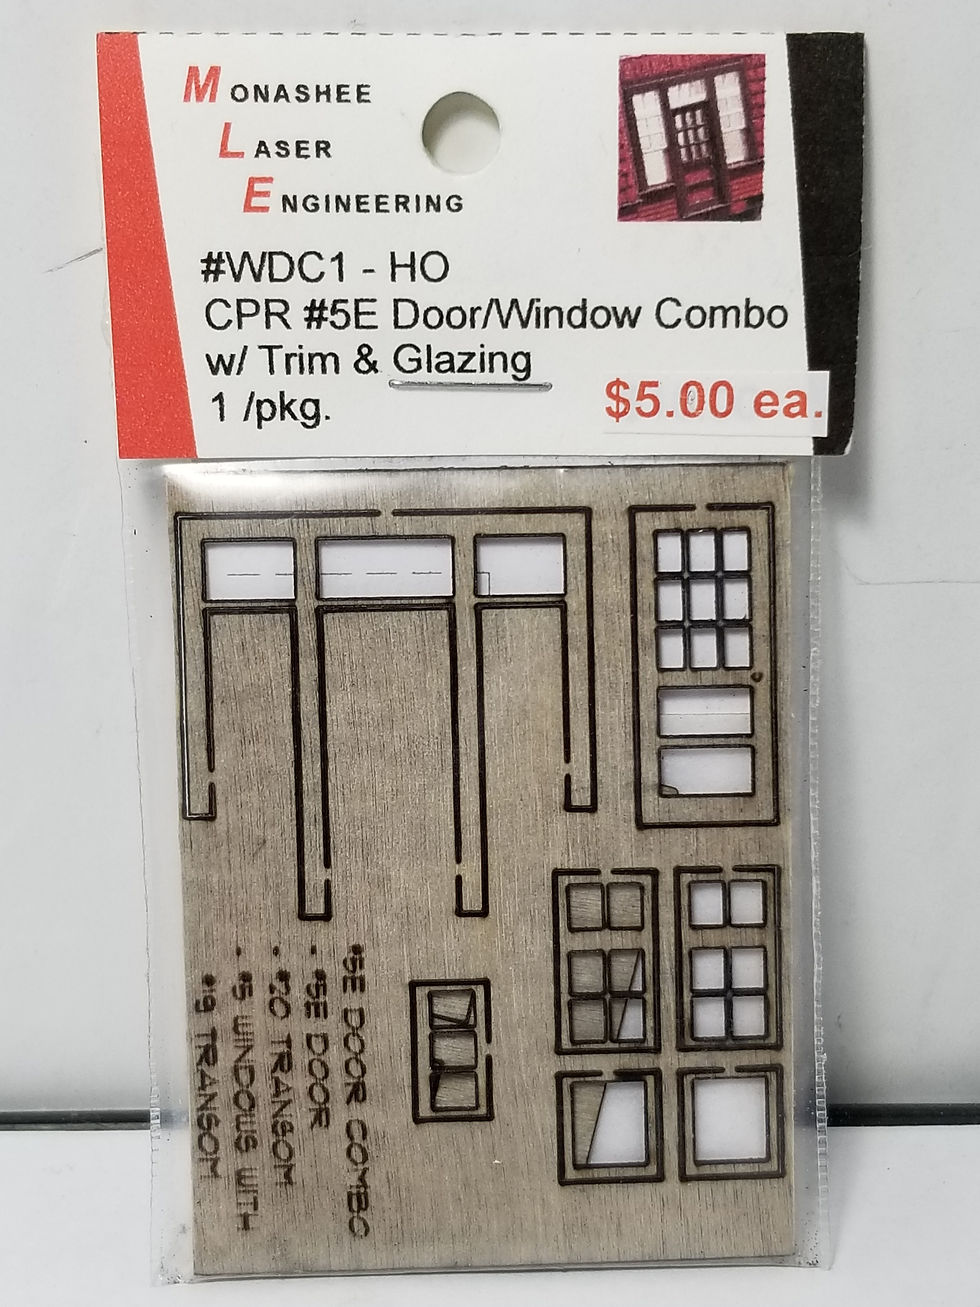 MONASHEE
LASER
ENGINEERING
#WDC1 - HO
CPR #5E Door/Window Combo
w/ Trim & Glazing
1 /pkg.
$5.00 ea.
#5E DOOR COMBO
- #5E DOOR
- #20 TRANSOM
- #5 WINDOWS WITH
#19 TRANSOM